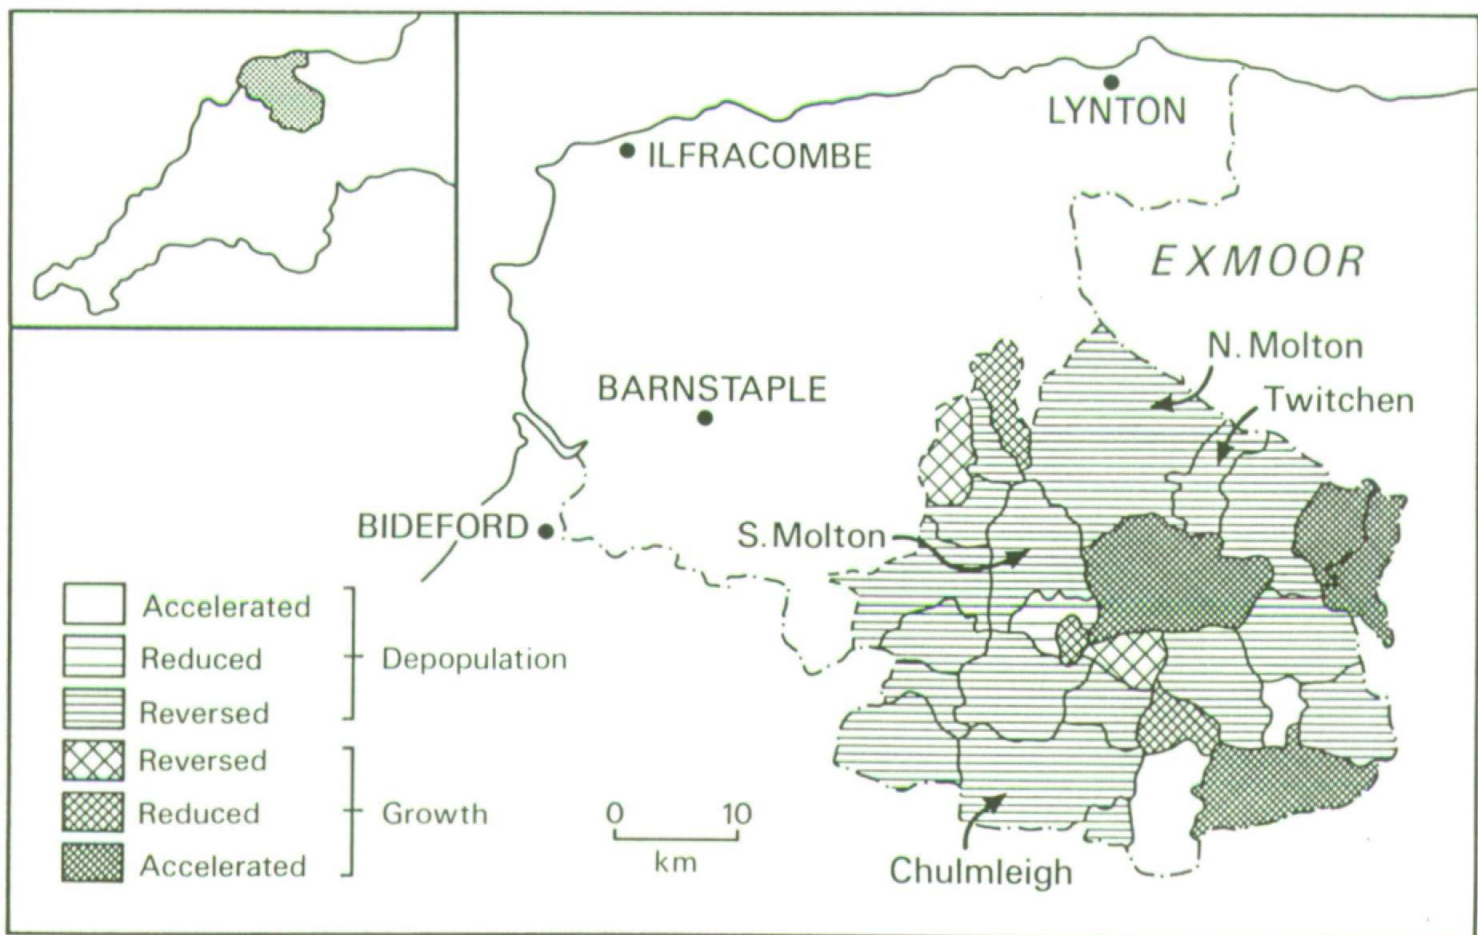 LYNTON
ILFRACOMBE
EXMOOR
N. Molton
BARNSTAPLE
Twitchen
BIDEFORD
S. Molton
Accelerated
Reduced
Depopulation
Reversed
Reversed
Reduced
Growth
Accelerated
0 10
km
Chulmleigh